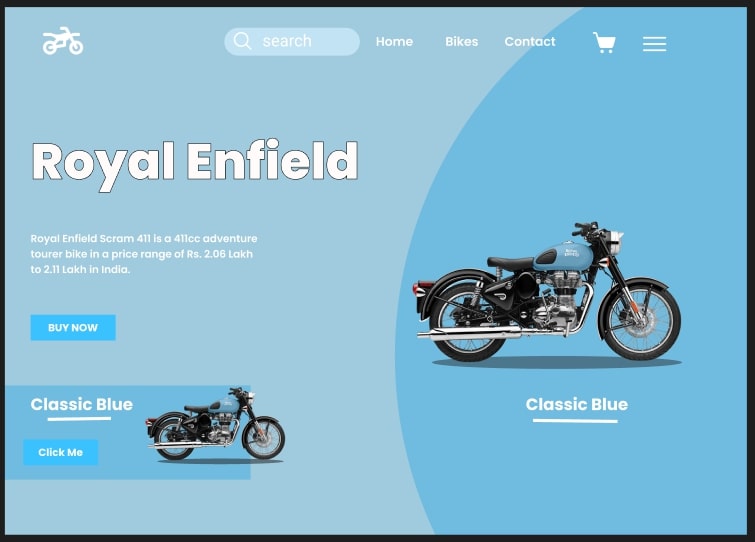 search
Home
Bikes
Contact
Royal Enfield
Royal Enfield Scram 411 is a 411cc adventure
tourer bike in a price range of Rs. 2.06 Lakh
to 2.11 Lakh in India.
BUY NOW
Classic Blue
Click Me
Classic Blue